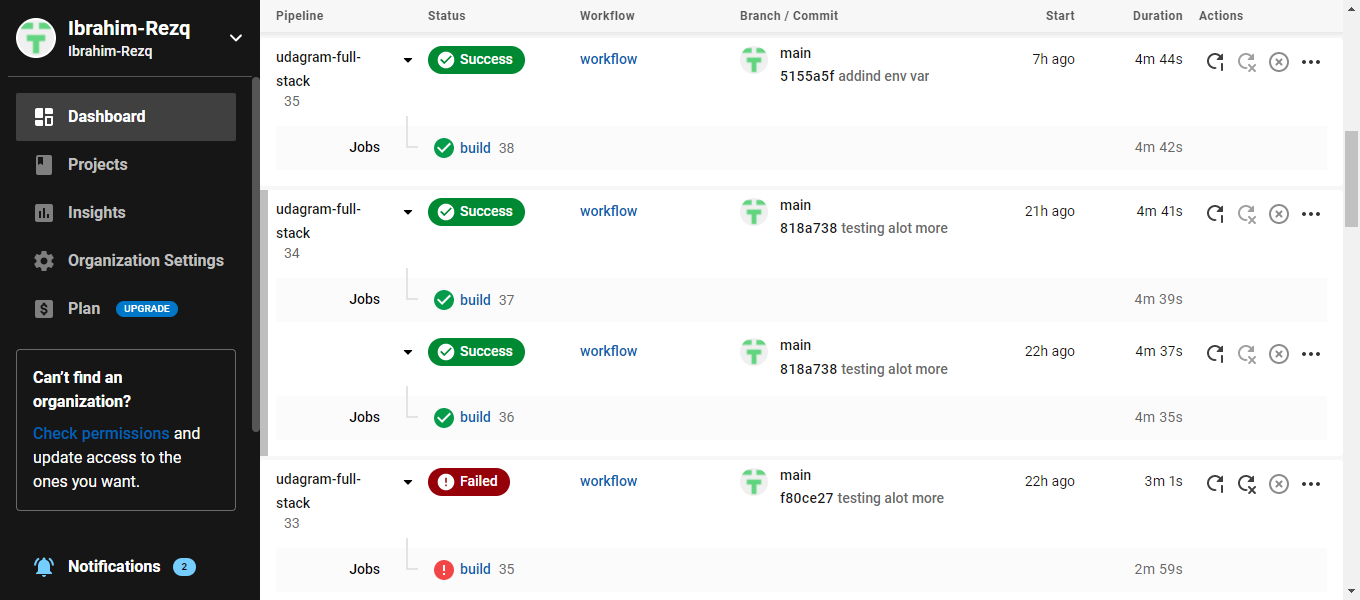 Ibrahim-Rezq
Ibrahim-Rezq
Dashboard
Projects
Insights
Organization Settings
Plan UPGRADE
Can't find an
organization?
Check permissions and
update access to the
ones you want.
Notifications 2
Pipeline Status Workflow Branch / Commit Start Duration Actions
udagram-full-
stack
35
Success workflow main 7h ago 4m 44s
5155a5f addind env var
Jobs build 38 4m 42s
udagram-full-
stack
34
Success workflow main 21h ago 4m 41s
818a738 testing alot more
Jobs build 37 4m 39s
Success workflow main 22h ago 4m 37s
818a738 testing alot more
Jobs build 36 4m 35s
udagram-full-
stack
33
Failed workflow main 22h ago 3m 1s
f80ce27 testing alot more
Jobs build 35 2m 59s